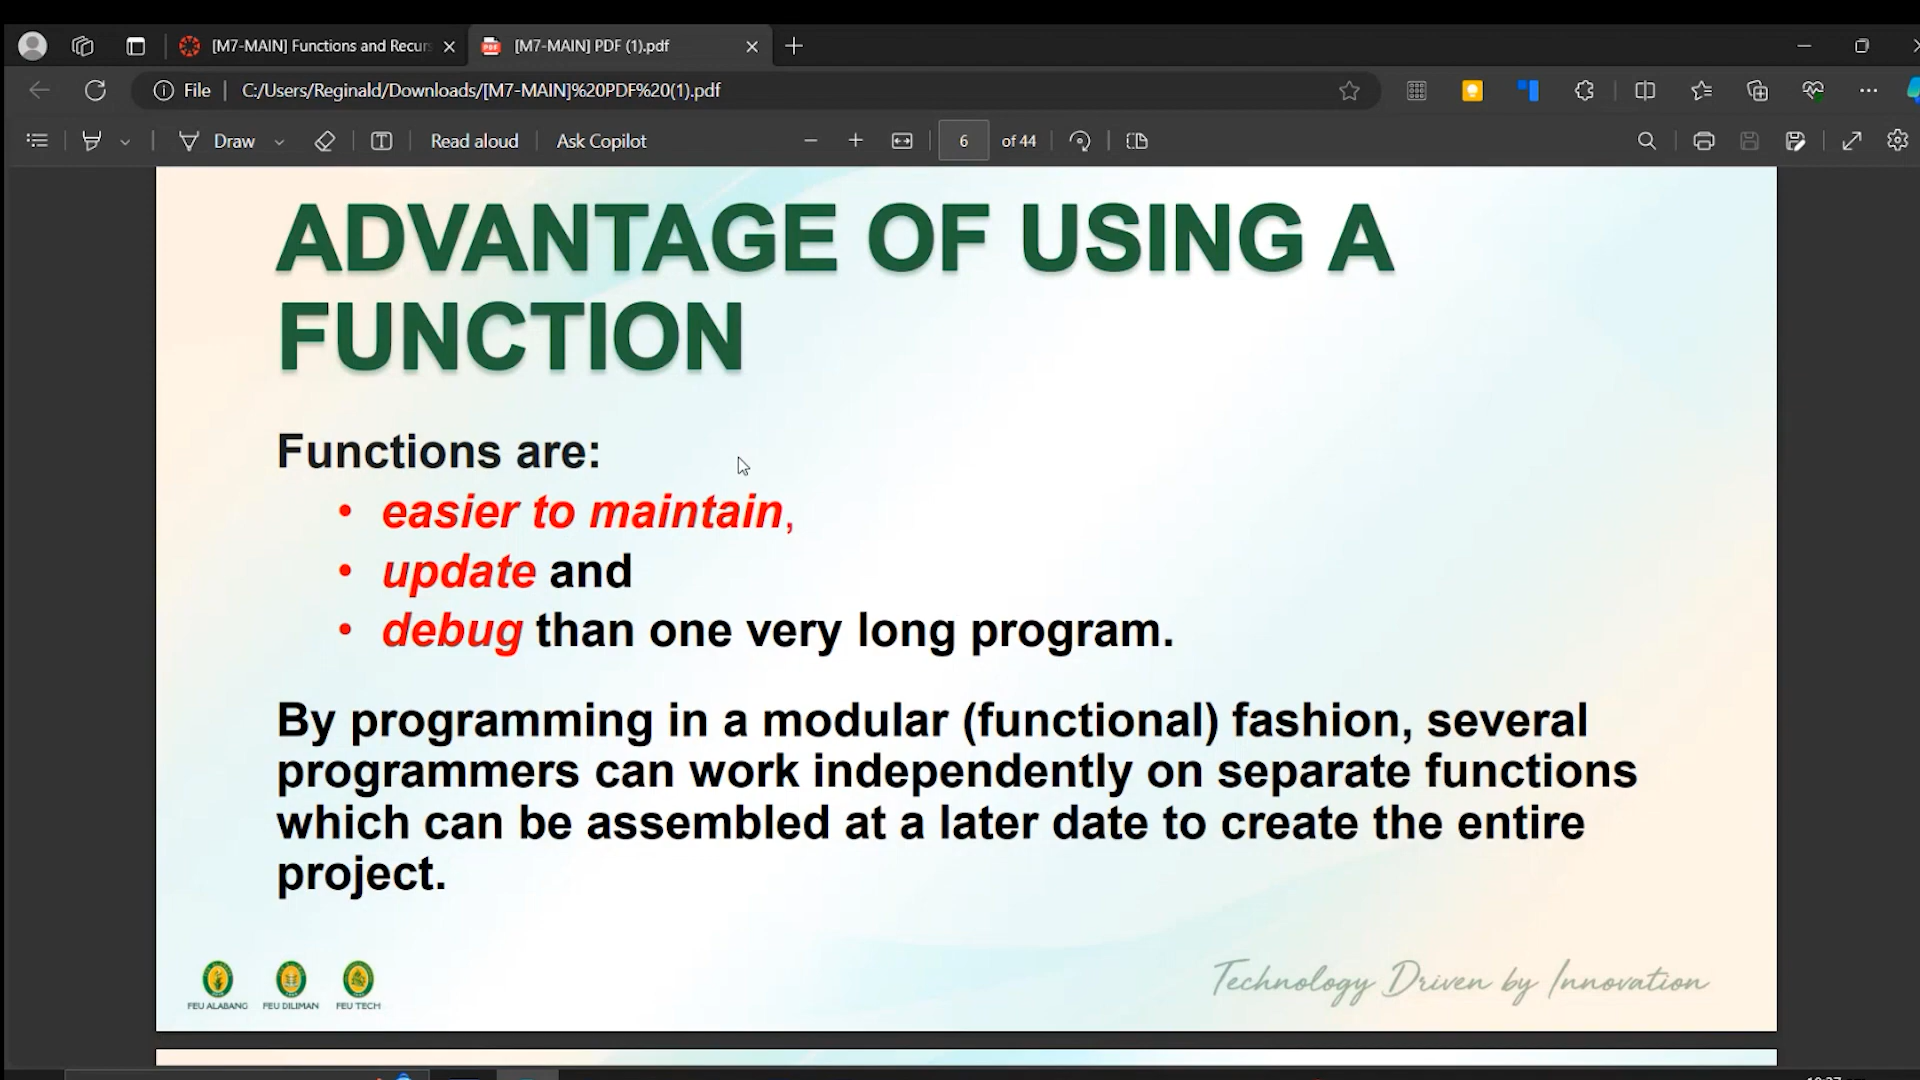 [M7-MAIN] Functions and Recur
[M7-MAIN] PDF (1).pdf
File
C:/Users/Reginald/Downloads/[M7-MAIN]%20PDF%20(1).pdf
Draw
Read aloud
Ask Copilot
6
of 44
ADVANTAGE OF USING A
FUNCTION
Functions are:
• easier to maintain,
• update and
• debug than one very long program.
By programming in a modular (functional) fashion, several
programmers can work independently on separate functions
which can be assembled at a later date to create the entire
project.
FEU ALABANG
FEU DILIMAN
FEU TECH
Technology Driven by Innovation